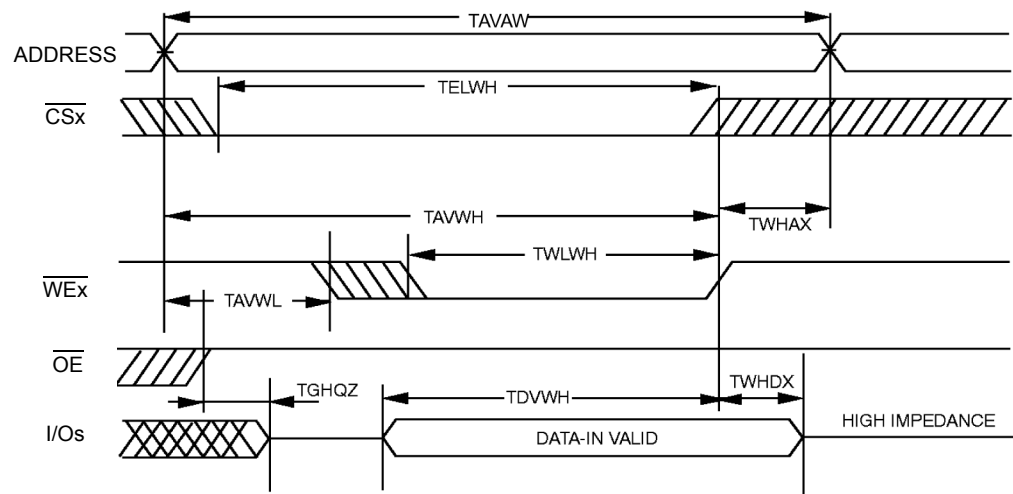 TAVAW
ADDRESS
TELWH
CSx
TAVWH
TWHAX
TWLWH
WEx
TAVWL
OE
TGHQZ
TDVWH
TWHDX
I/Os
DATA-IN VALID
HIGH IMPEDANCE